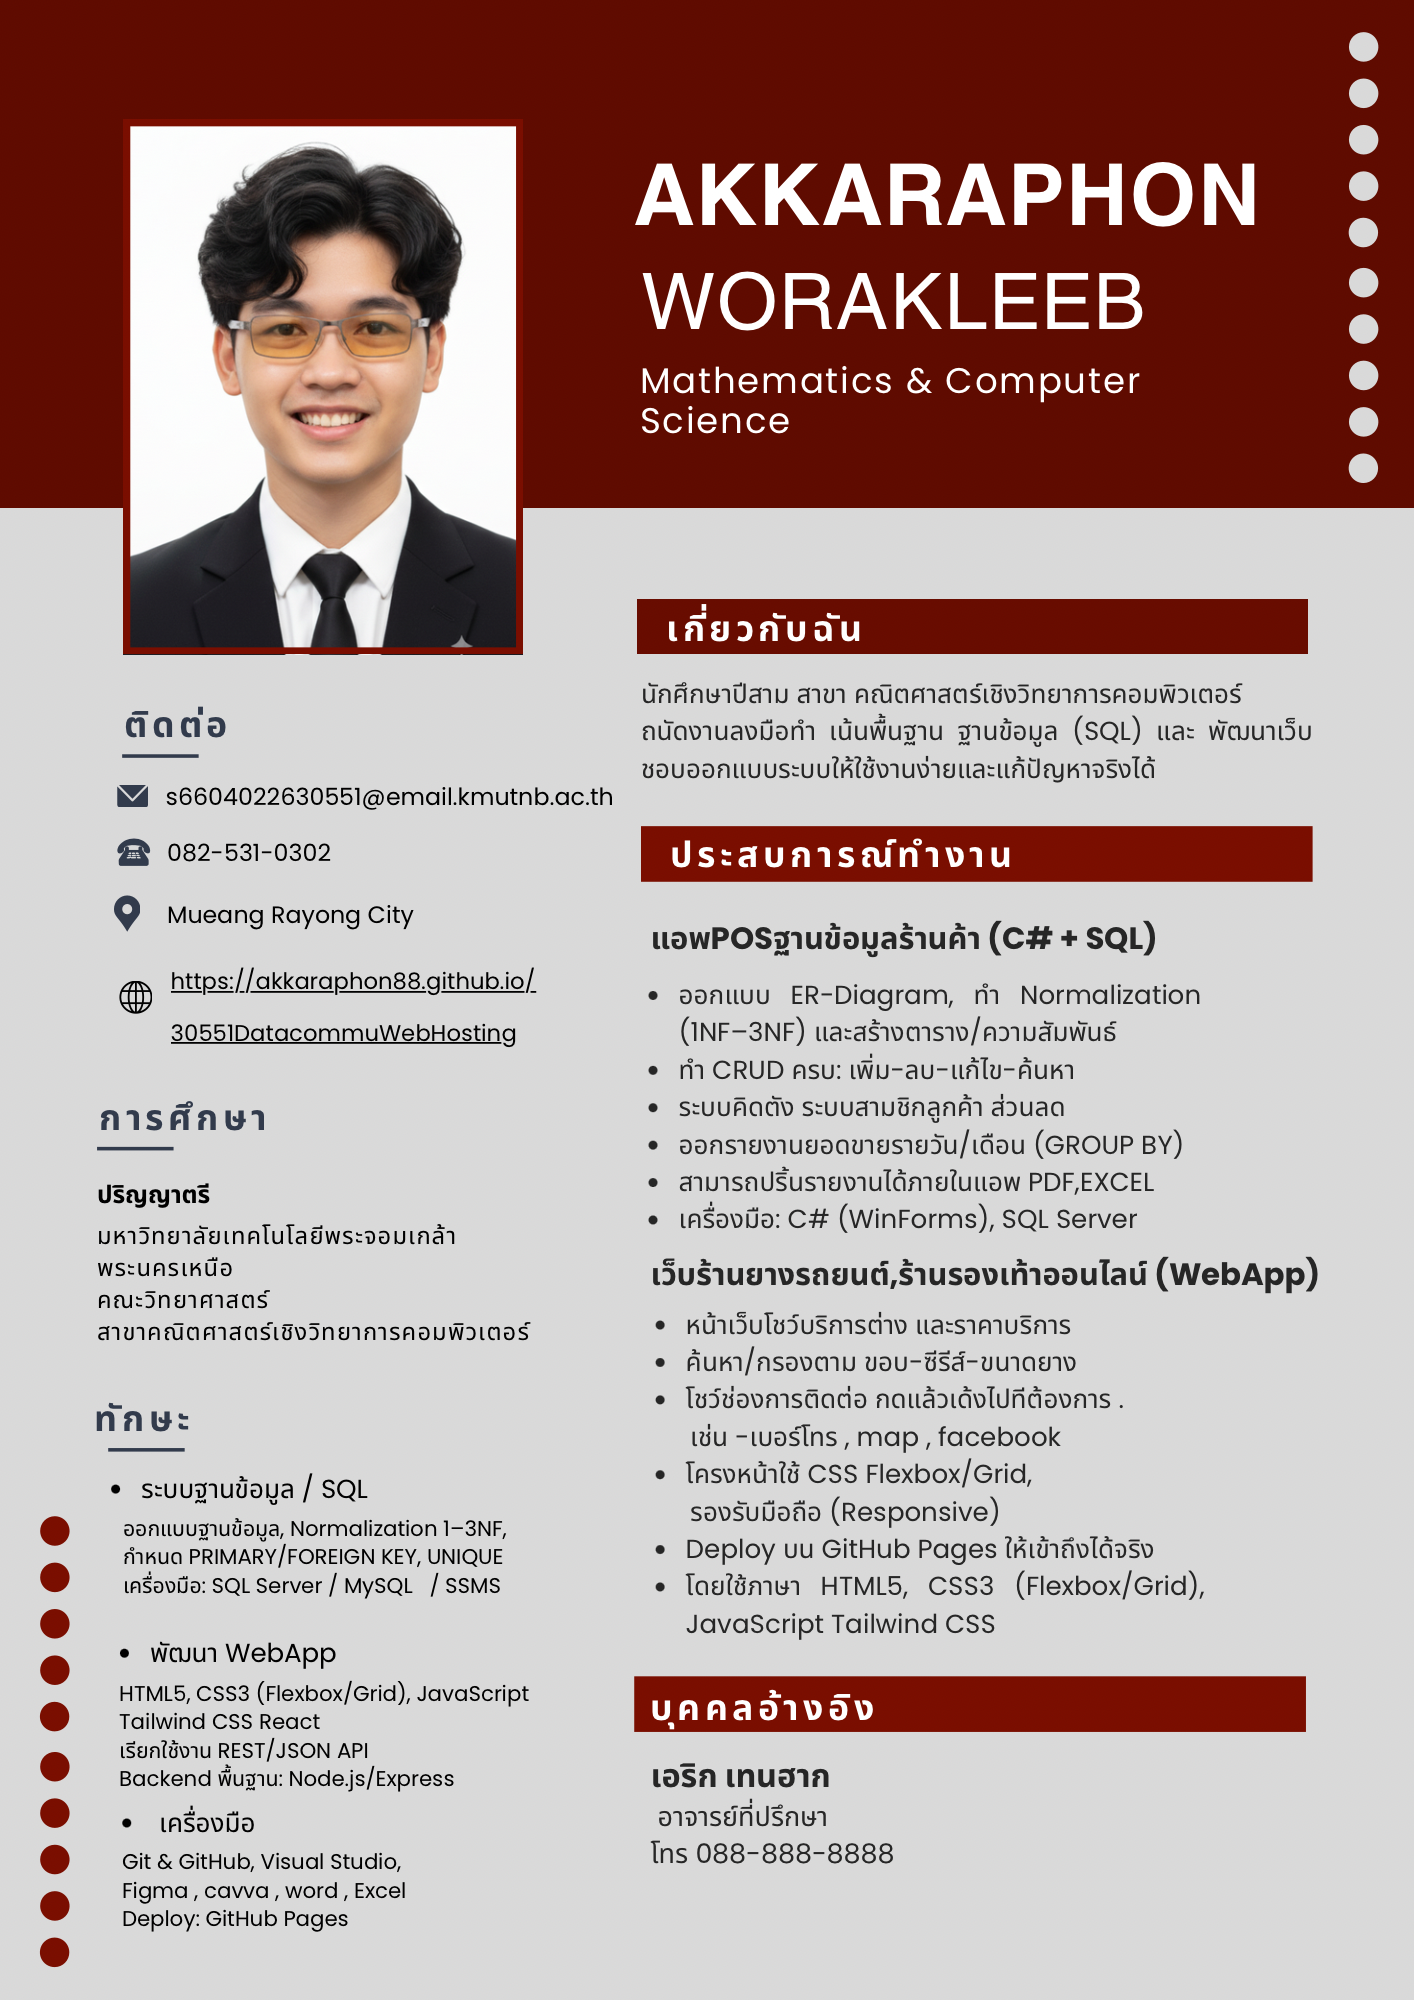 AKKARAPHON
WORAKLEEB
Mathematics & Computer
Science
ติดต่อ
s6604022630551@email.kmutnb.ac.th
082-531-0302
Mueang Rayong City
https://akkaraphon88.github.io/
30551DatacommuWebHosting
การศึกษา
ปริญญาตรี
มหาวิทยาลัยเทคโนโลยีพระจอมเกล้า
พระนครเหนือ
คณะวิทยาศาสตร์
สาขาคณิตศาสตร์เชิงวิทยาการคอมพิวเตอร์
ทักษะ
• ระบบฐานข้อมูล / SQL
ออกแบบฐานข้อมูล, Normalization 1–3NF,
กำหนด PRIMARY/FOREIGN KEY, UNIQUE
เครื่องมือ: SQL Server / MySQL / SSMS
• พัฒนา WebApp
HTML5, CSS3 (Flexbox/Grid), JavaScript
Tailwind CSS React
เรียกใช้งาน REST/JSON API
Backend พื้นฐาน: Node.js/Express
• เครื่องมือ
Git & GitHub, Visual Studio,
Figma , cavva , word , Excel
Deploy: GitHub Pages
เกี่ยวกับฉัน
นักศึกษาปีสาม สาขา คณิตศาสตร์เชิงวิทยาการคอมพิวเตอร์
ถนัดงานลงมือทำ เน้นพื้นฐาน ฐานข้อมูล (SQL) และ พัฒนาเว็บ
ชอบออกแบบระบบให้ใช้งานง่ายและแก้ปัญหาจริงได้
ประสบการณ์ทำงาน
แอพPOSฐานข้อมูลร้านค้า (C# + SQL)
• ออกแบบ ER-Diagram, ทำ Normalization
(1NF–3NF) และสร้างตาราง/ความสัมพันธ์
• ทำ CRUD ครบ: เพิ่ม-ลบ-แก้ไข-ค้นหา
• ระบบคิดตัง ระบบสามชิกลูกค้า ส่วนลด
• ออกรายงานยอดขายรายวัน/เดือน (GROUP BY)
• สามารถปริ้นรายงานได้ภายในแอพ PDF,EXCEL
• เครื่องมือ: C# (WinForms), SQL Server
เว็บร้านยางรถยนต์,ร้านรองเท้าออนไลน์ (WebApp)
• หน้าเว็บโชว์บริการต่าง และราคาบริการ
• ค้นหา/กรองตาม ขอบ-ซีรีส์-ขนาดยาง
• โชว์ช่องการติดต่อ กดแล้วเด้งไปทีต้องการ .
เช่น -เบอร์โทร , map , facebook
• โครงหน้าใช้ CSS Flexbox/Grid,
รองรับมือถือ (Responsive)
• Deploy บน GitHub Pages ให้เข้าถึงได้จริง
• โดยใช้ภาษา HTML5, CSS3 (Flexbox/Grid),
JavaScript Tailwind CSS
บุคคลอ้างอิง
เอริก เทนฮาก
อาจารย์ที่ปรึกษา
โทร 088-888-8888